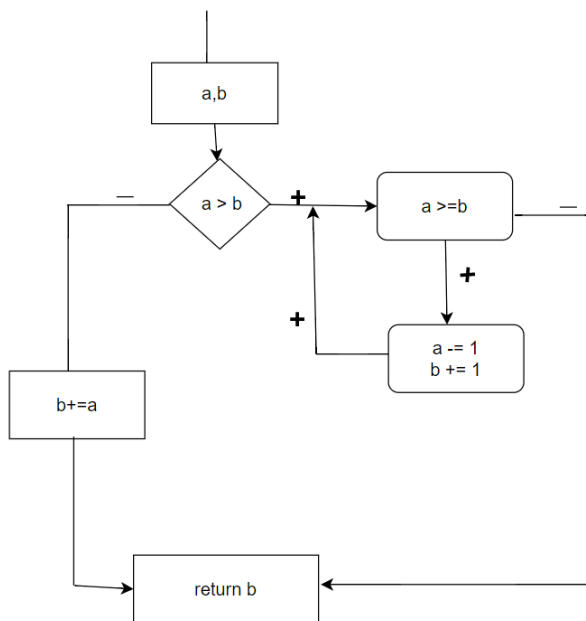 a,b
—
a > b
+
a >=b
—
+
+
a -= 1
b += 1
b+=a
return b